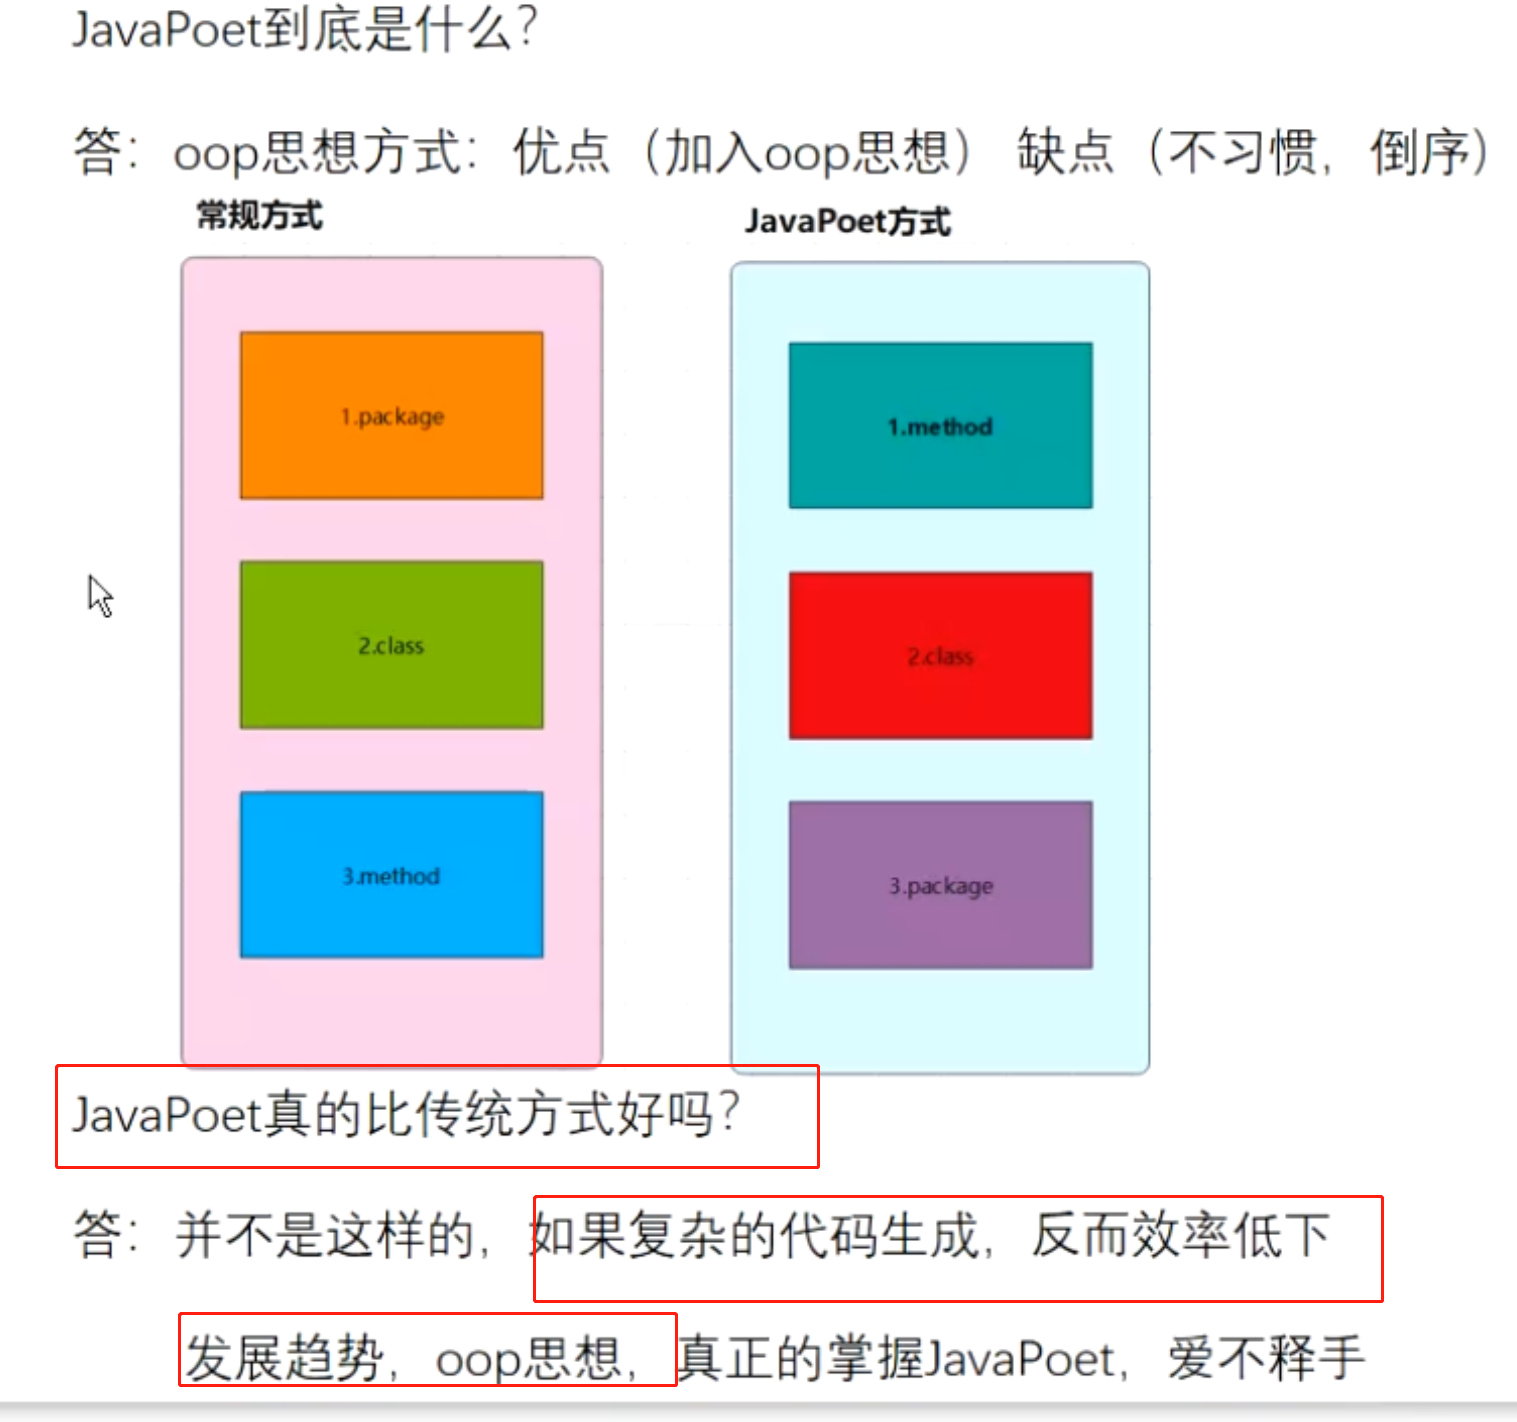 JavaPoet到底是什么？
答：oop思想方式：优点（加入oop思想） 缺点（不习惯，倒序）
常规方式
1.package
2.class
3.method
JavaPoet方式
1.method
2.class
3.package
JavaPoet真的比传统方式好吗？
答：并不是这样的，如果复杂的代码生成，反而效率低下
发展趋势，oop思想，真正的掌握JavaPoet，爱不释手